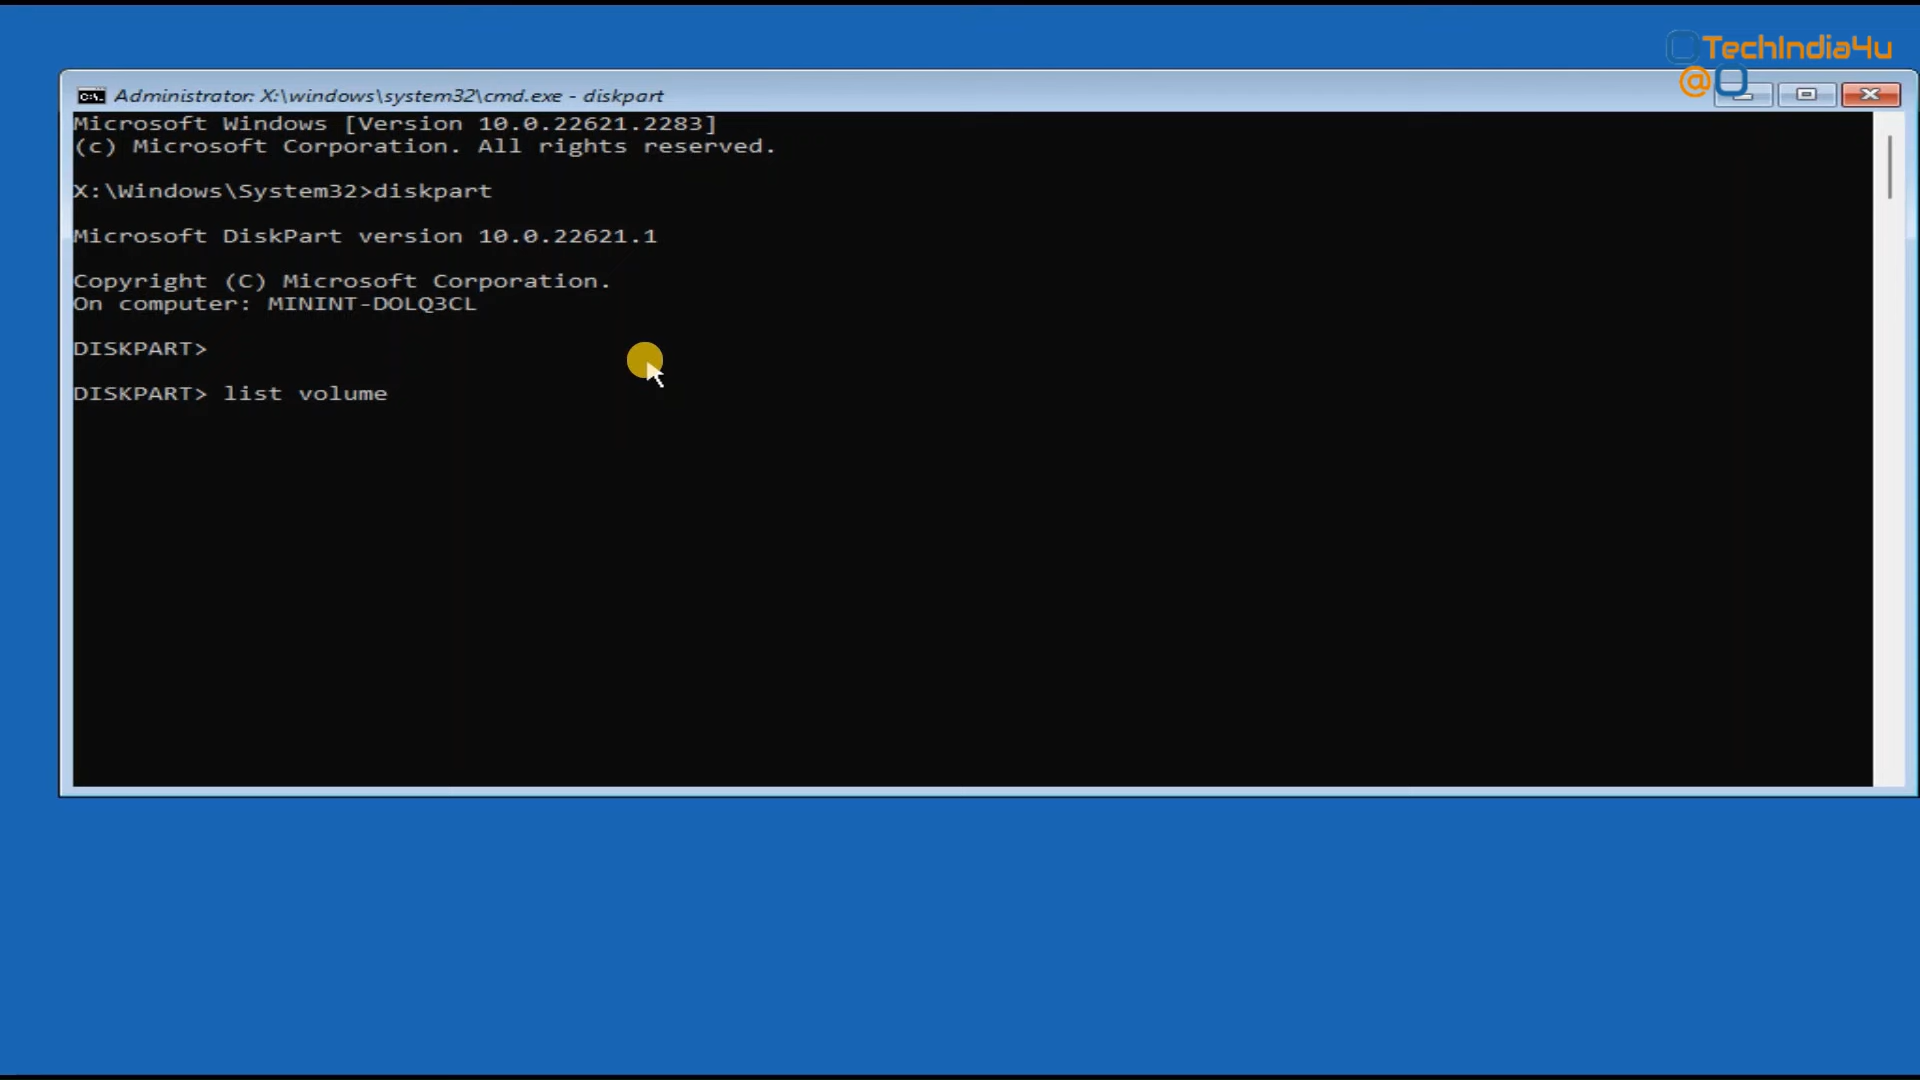 TechIndia4u
@
Administrator: X:\windows\system32\cmd.exe - diskpart
Microsoft Windows [Version 10.0.22621.2283]
(c) Microsoft Corporation. All rights reserved.
X:\Windows\System32>diskpart
Microsoft DiskPart version 10.0.22621.1
Copyright (C) Microsoft Corporation.
On computer: MININT-DOLQ3CL
DISKPART>
DISKPART> list volume